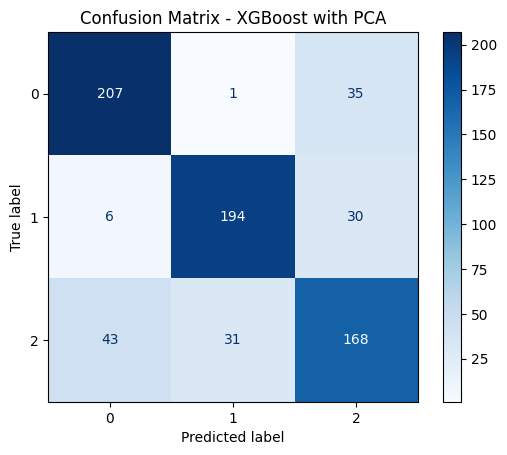 Confusion Matrix - XGBoost with PCA
0 207 1 35
1 6 194 30
2 43 31 168
0 1 2
Predicted label
True label
200
175
150
125
100
75
50
25